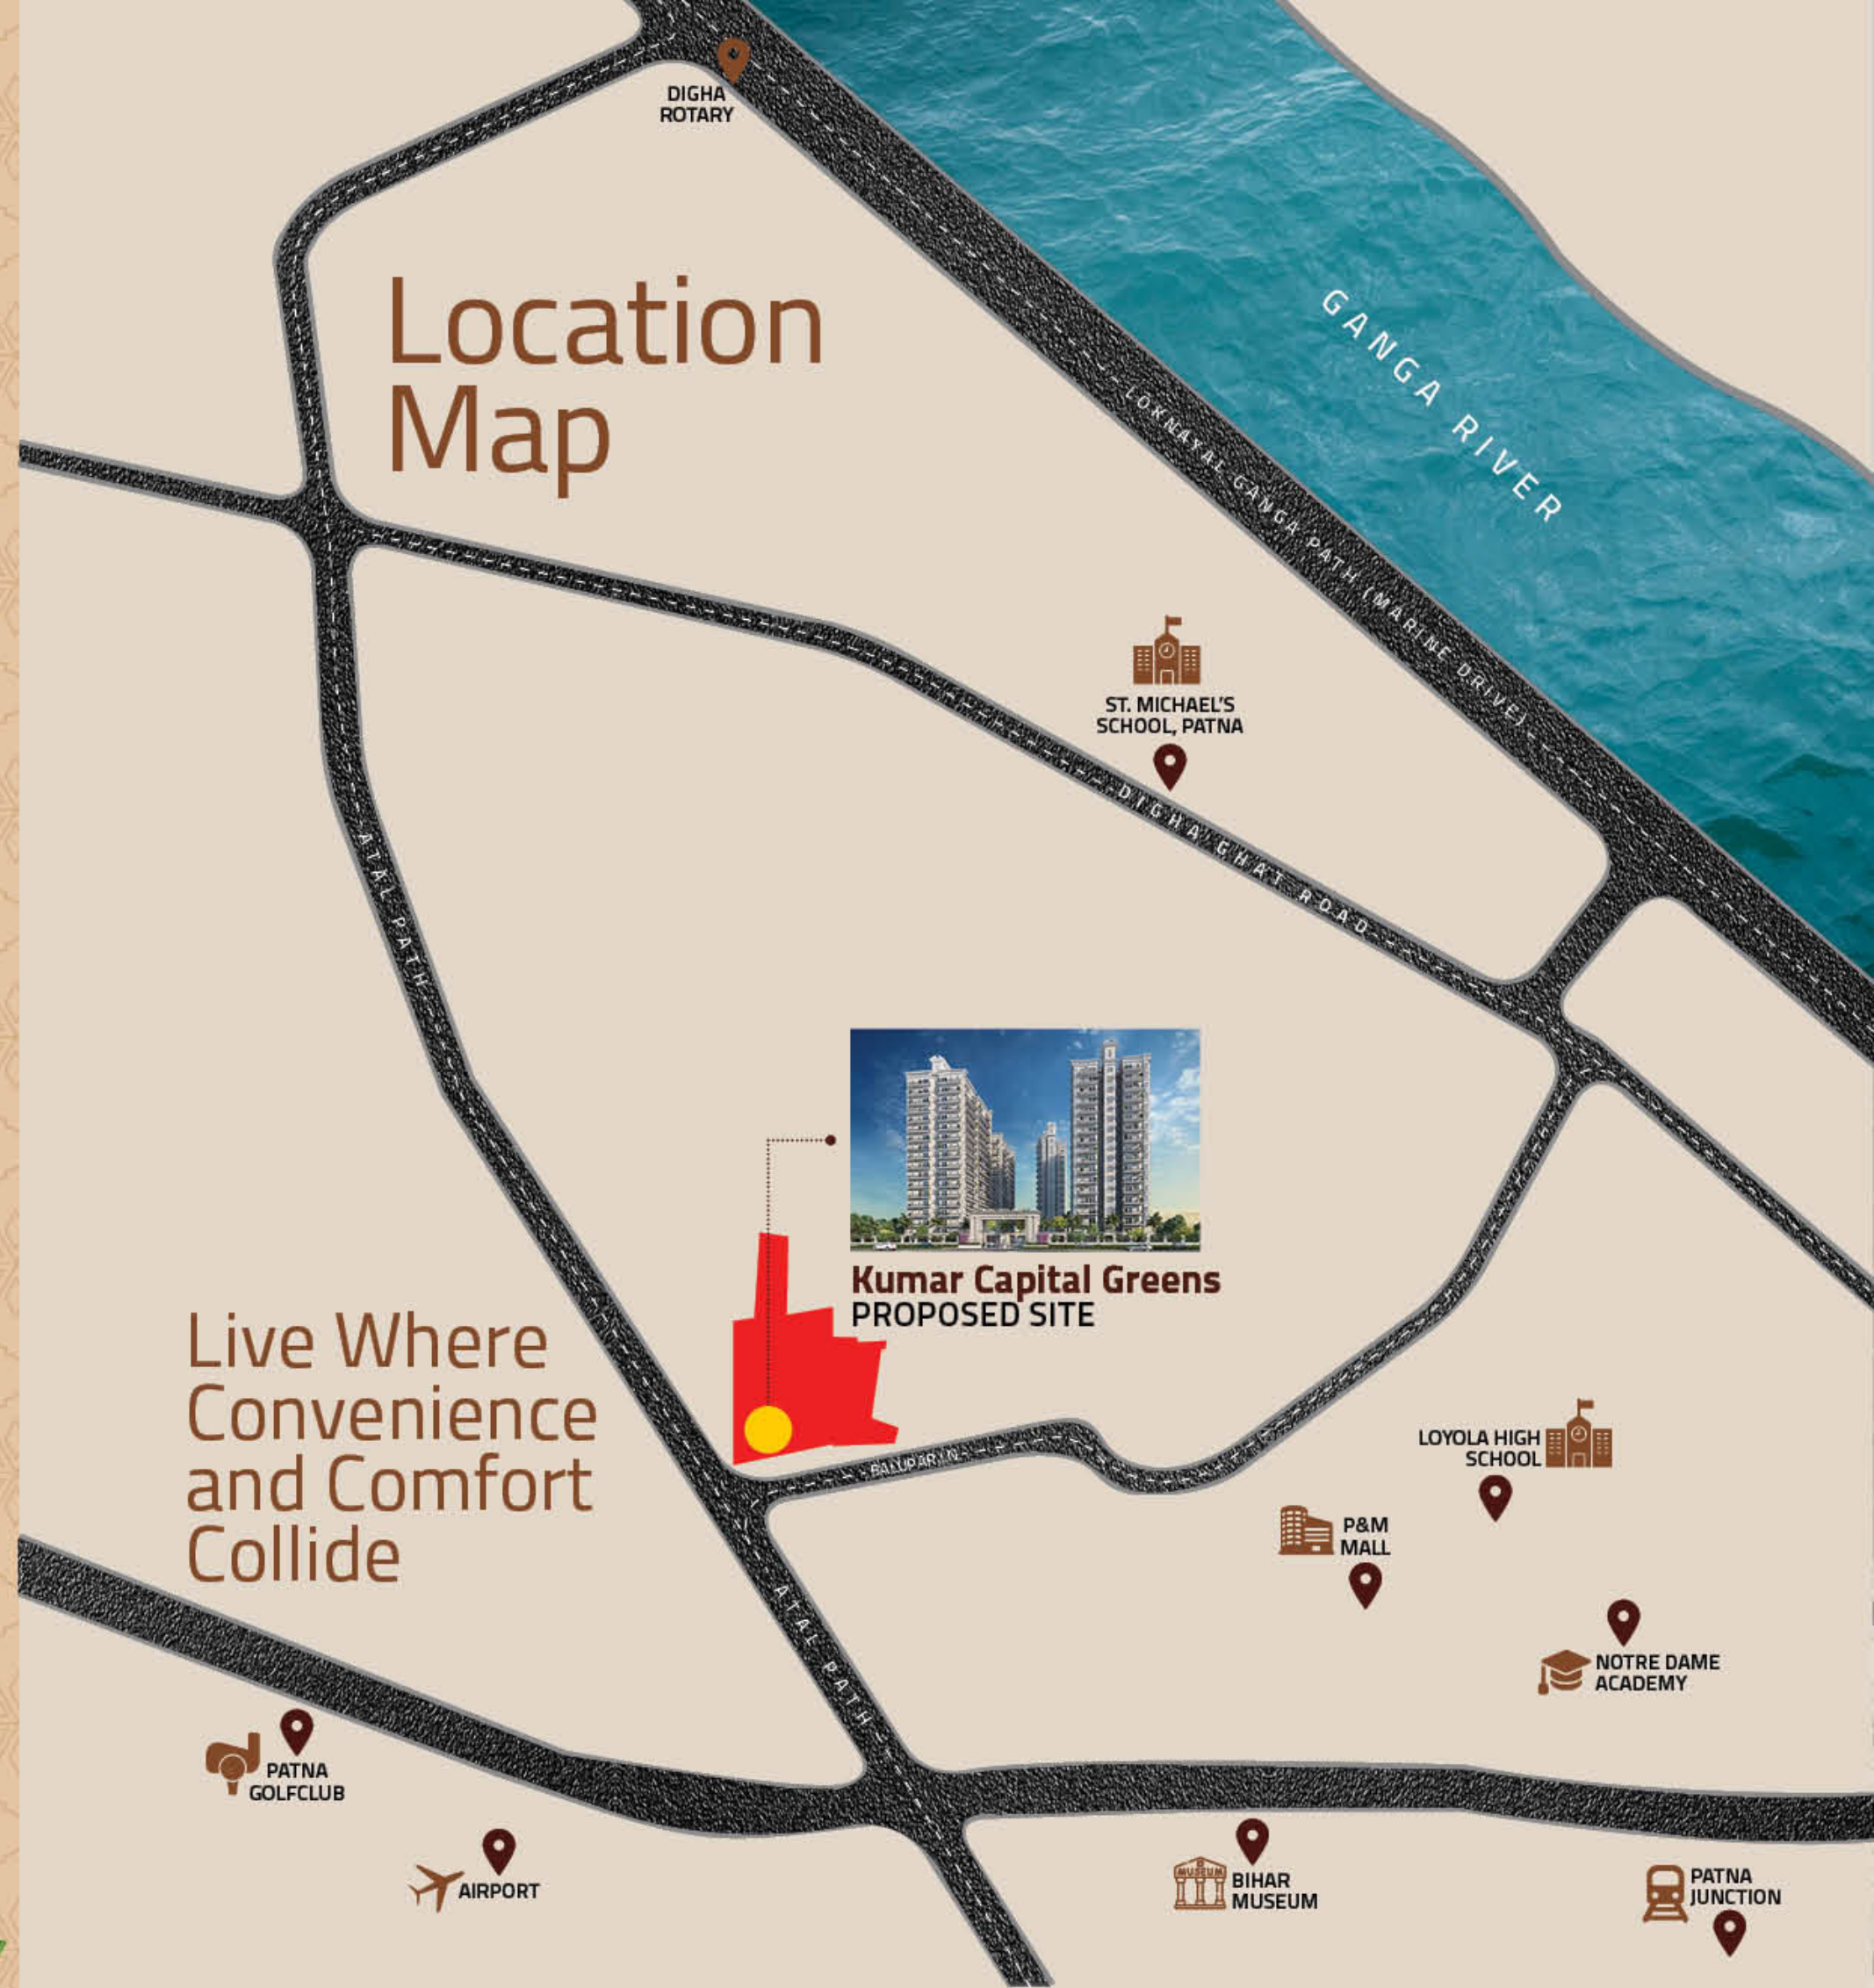 DIGHA
ROTARY
Location
Map
GANGA RIVER
LOKNAYAL GANGA PATH (MARINE DRIVE)
ST. MICHAEL'S
SCHOOL, PATNA
DIGHA GHAT ROAD
ATAL PATH
Kumar Capital Greens
PROPOSED SITE
Live Where
Convenience
and Comfort
Collide
LOYOLA HIGH
SCHOOL
P&M
MALL
ATAL PATH
NOTRE DAME
ACADEMY
PATNA
GOLFCLUB
AIRPORT
MUSEUM
BIHAR
MUSEUM
PATNA
JUNCTION